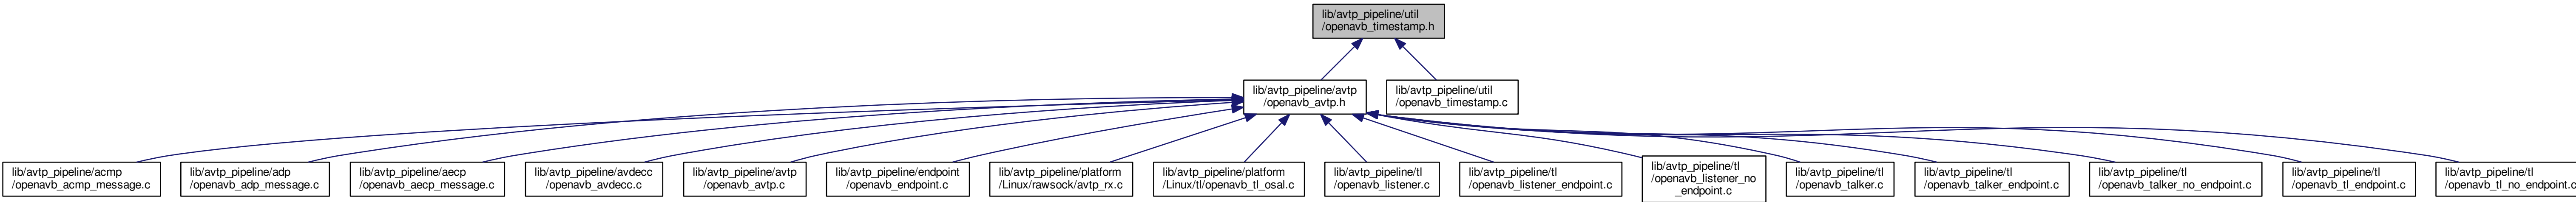 lib/avtp_pipeline/util
/openavb_timestamp.h
lib/avtp_pipeline/avtp
/openavb_avtp.h
lib/avtp_pipeline/util
/openavb_timestamp.c
lib/avtp_pipeline/acmp
/openavb_acmp_message.c
lib/avtp_pipeline/adp
/openavb_adp_message.c
lib/avtp_pipeline/aecp
/openavb_aecp_message.c
lib/avtp_pipeline/avdecc
/openavb_avdecc.c
lib/avtp_pipeline/avtp
/openavb_avtp.c
lib/avtp_pipeline/endpoint
/openavb_endpoint.c
lib/avtp_pipeline/platform
/Linux/rawsock/avtp_rx.c
lib/avtp_pipeline/platform
/Linux/tl/openavb_tl_osal.c
lib/avtp_pipeline/tl
/openavb_listener.c
lib/avtp_pipeline/tl
/openavb_listener_endpoint.c
lib/avtp_pipeline/tl
/openavb_listener_no
_endpoint.c
lib/avtp_pipeline/tl
/openavb_talker.c
lib/avtp_pipeline/tl
/openavb_talker_endpoint.c
lib/avtp_pipeline/tl
/openavb_talker_no_endpoint.c
lib/avtp_pipeline/tl
/openavb_tl_endpoint.c
lib/avtp_pipeline/tl
/openavb_tl_no_endpoint.c